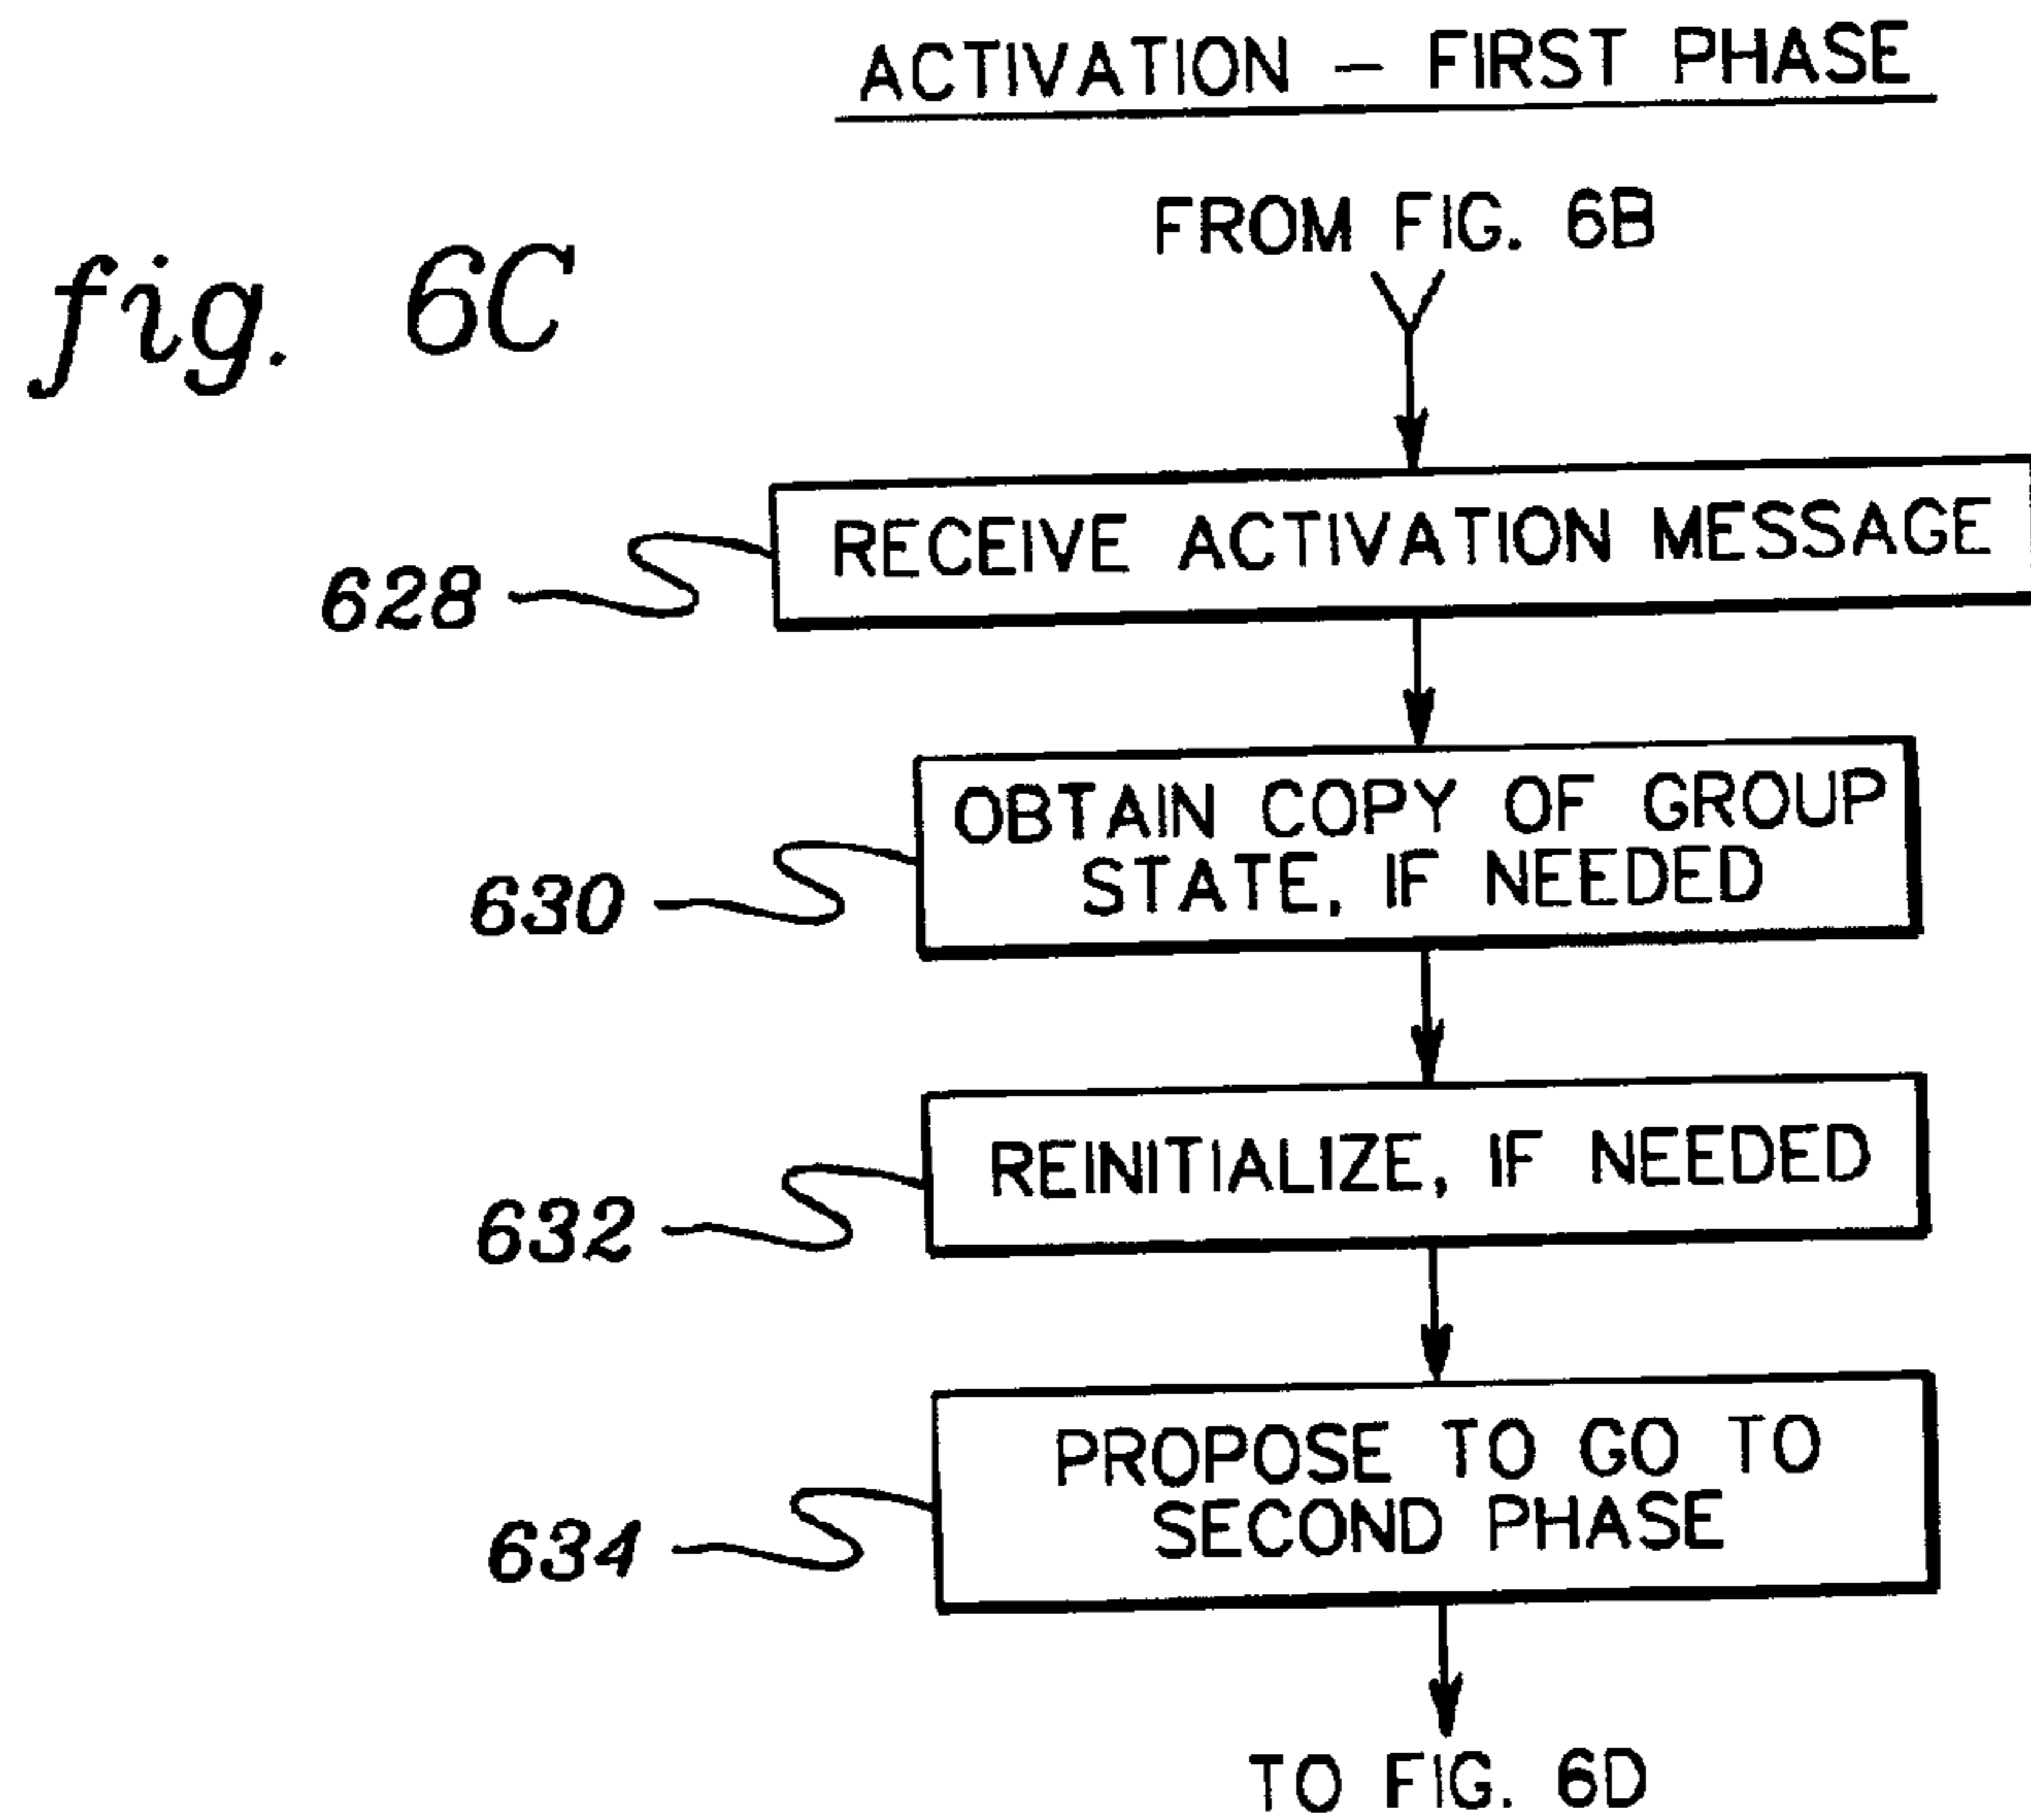 ACTIVATION – FIRST PHASE
FROM FIG. 6B
fig. 6C
RECEIVE ACTIVATION MESSAGE
628
OBTAIN COPY OF GROUP
STATE, IF NEEDED
630
REINITIALIZE, IF NEEDED
632
PROPOSE TO GO TO
SECOND PHASE
634
TO FIG. 6D